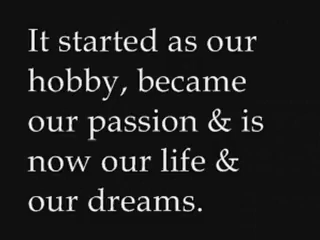 It started as our
hobby, became
our passion & is
now our life &
our dreams.